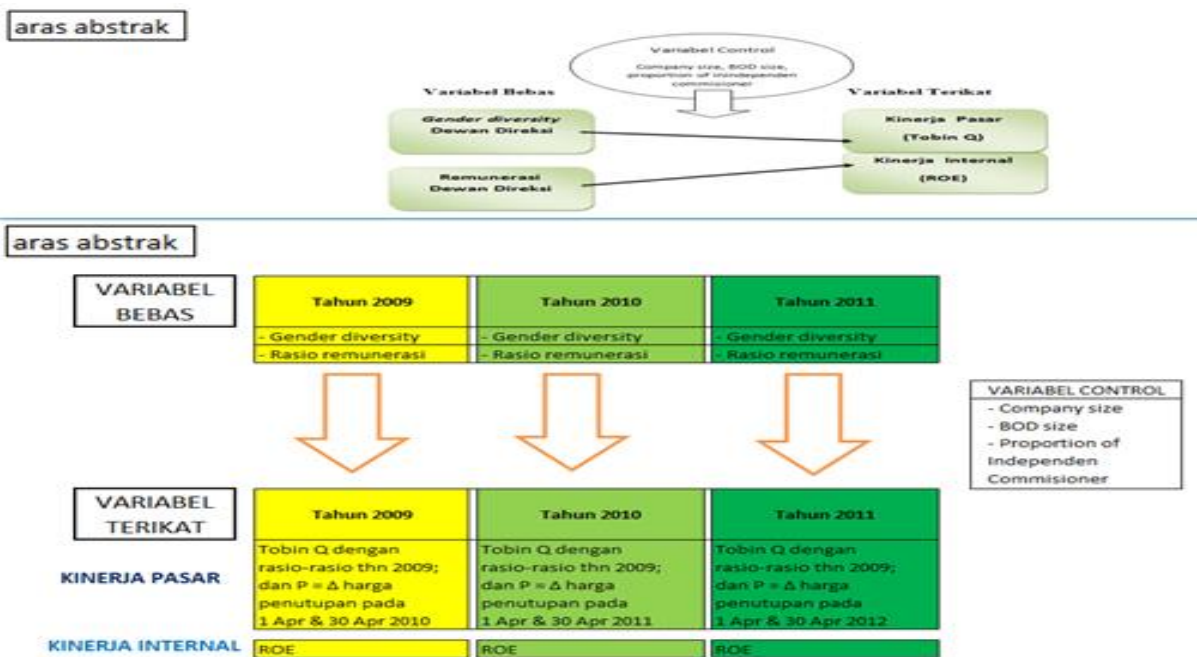 aras abstrak
Variabel Control
Company size, BOD size,
proportion of inindependen
commisioner
Variabel Bebas
Variabel Terikat
Gender diversity
Dewan Direksi
Kinerja Pasar
(Tobin Q)
Remunerasi
Dewan Direksi
Kinerja Internal
(ROE)
aras abstrak
VARIABEL
BEBAS
Tahun 2009
Tahun 2010
Tahun 2011
- Gender diversity
- Gender diversity
- Gender diversity
- Rasio remunerasi
- Rasio remunerasi
- Rasio remunerasi
VARIABEL CONTROL
- Company size
- BOD size
- Proportion of
Independen
Commisioner
VARIABEL
TERIKAT
Tahun 2009
Tahun 2010
Tahun 2011
KINERJA PASAR
Tobin Q dengan
rasio-rasio thn 2009;
dan P = Δ harga
penutupan pada
1 Apr & 30 Apr 2010
Tobin Q dengan
rasio-rasio thn 2009;
dan P = Δ harga
penutupan pada
1 Apr & 30 Apr 2011
Tobin Q dengan
rasio-rasio thn 2009;
dan P = Δ harga
penutupan pada
1 Apr & 30 Apr 2012
KINERJA INTERNAL
ROE
ROE
ROE